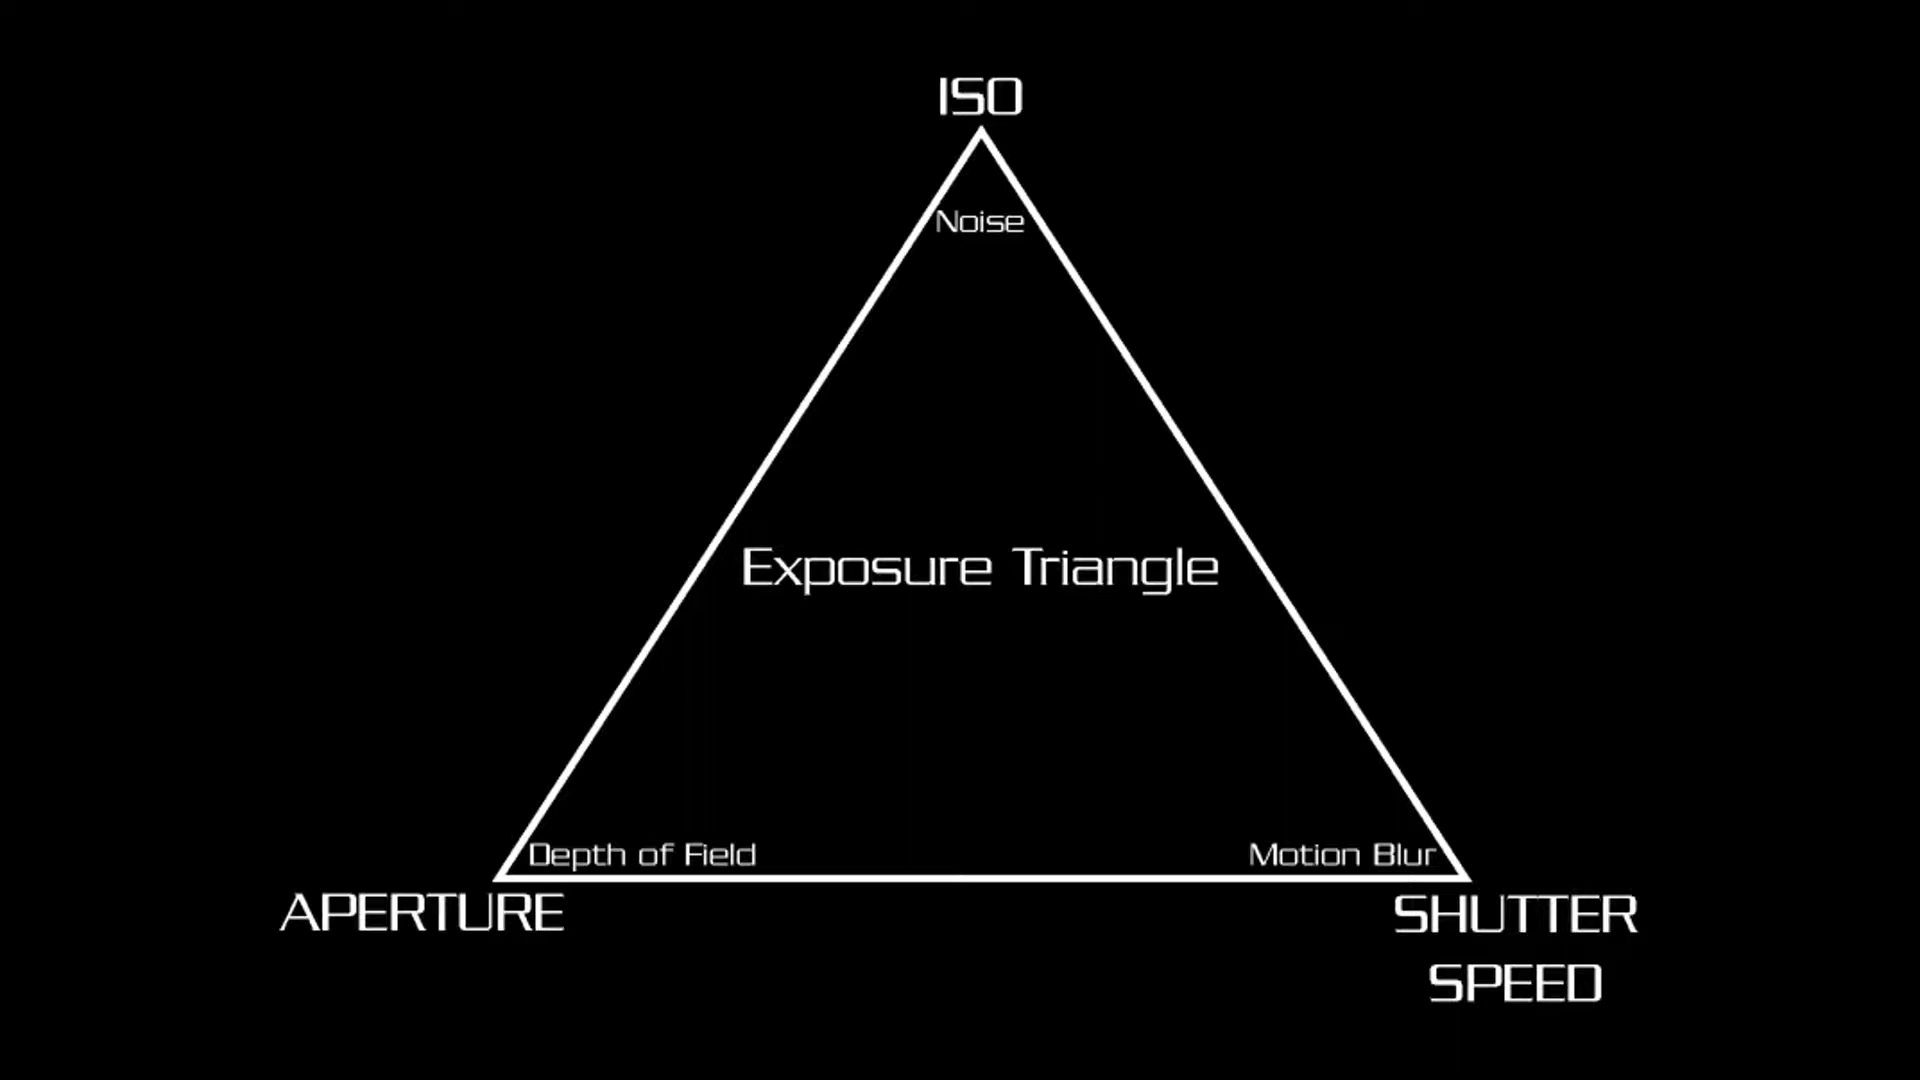 ISO
Noise
Exposure Triangle
Depth of Field
Motion Blur
APERTURE
SHUTTER
SPEED